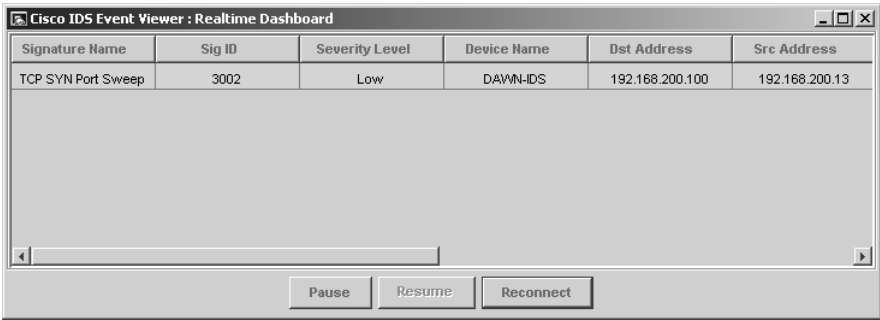 Cisco IDS Event Viewer : Realtime Dashboard
Signature Name Sig ID Severity Level Device Name Dst Address Src Address
TCP SYN Port Sweep 3002 Low DAWN-IDS 192.168.200.100 192.168.200.13
Pause Resume Reconnect